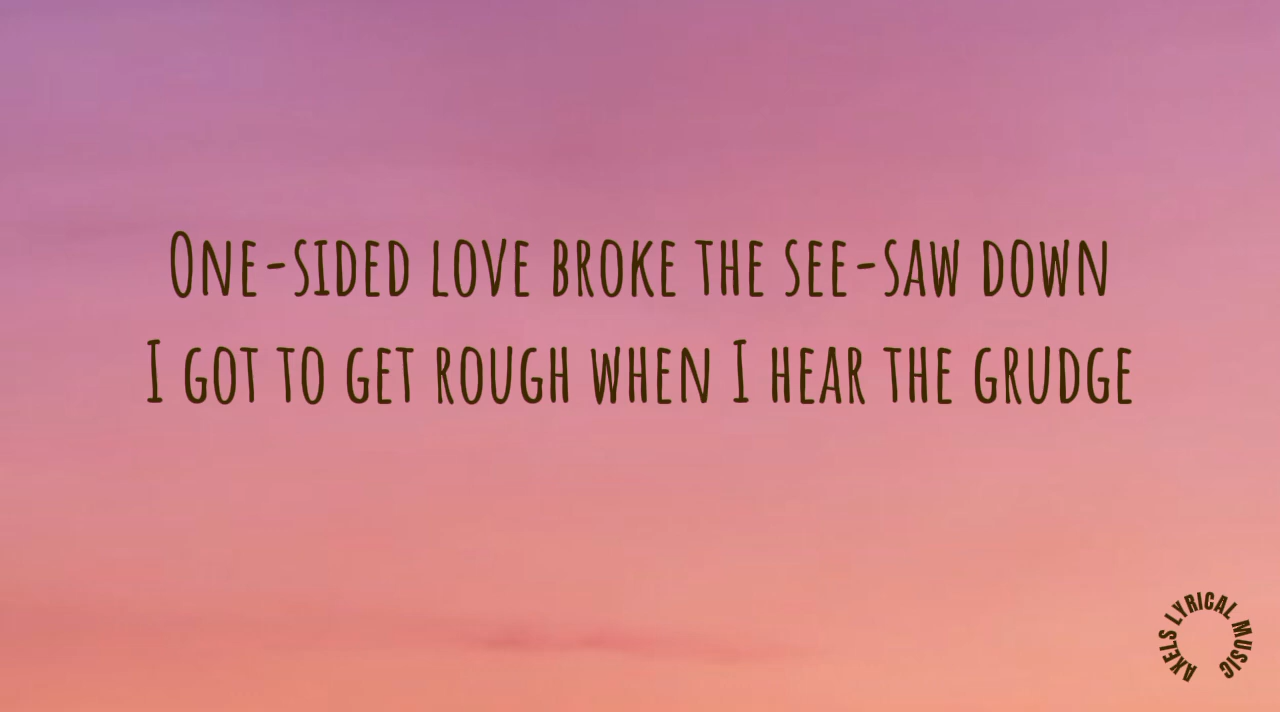 One-sided love broke the see-saw down
I got to get rough when I hear the grudge
AXELS LYRICAL MUSIC